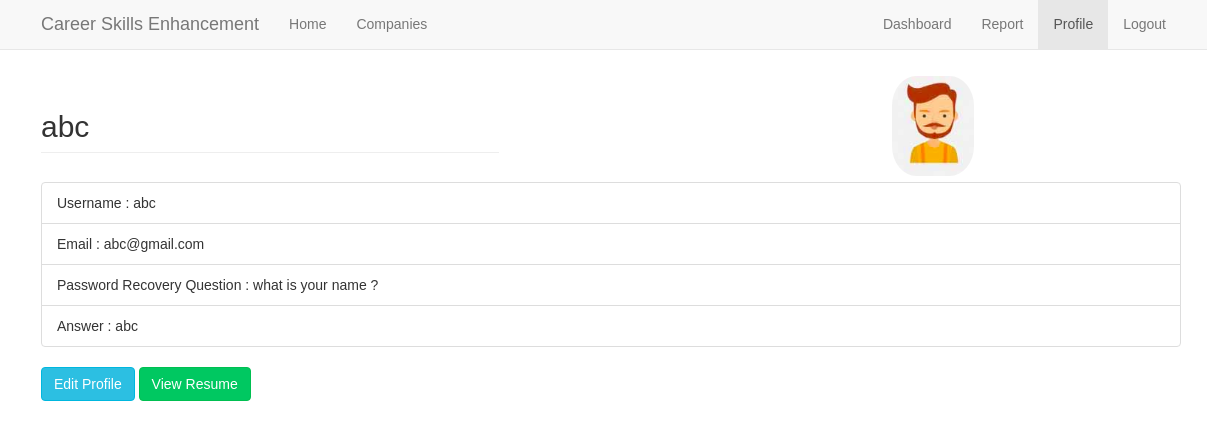 Career Skills Enhancement Home Companies Dashboard Report Profile Logout
abc
Username : abc
Email : abc@gmail.com
Password Recovery Question : what is your name ?
Answer : abc
Edit Profile View Resume